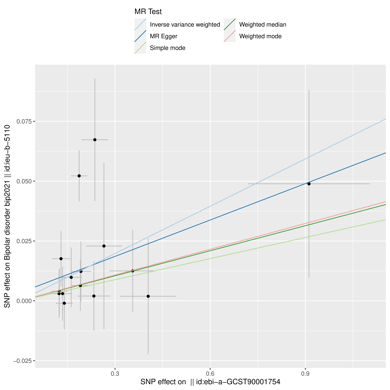 MR Test
Inverse variance weighted
Weighted median
MR Egger
Weighted mode
Simple mode
SNP effect on Bipolar disorder bip2021 || id:ieu-b-5110
0.075
0.050
0.025
0.000
−0.025
0.3
0.6
0.9
SNP effect on || id:ebi-a-GCST90001754